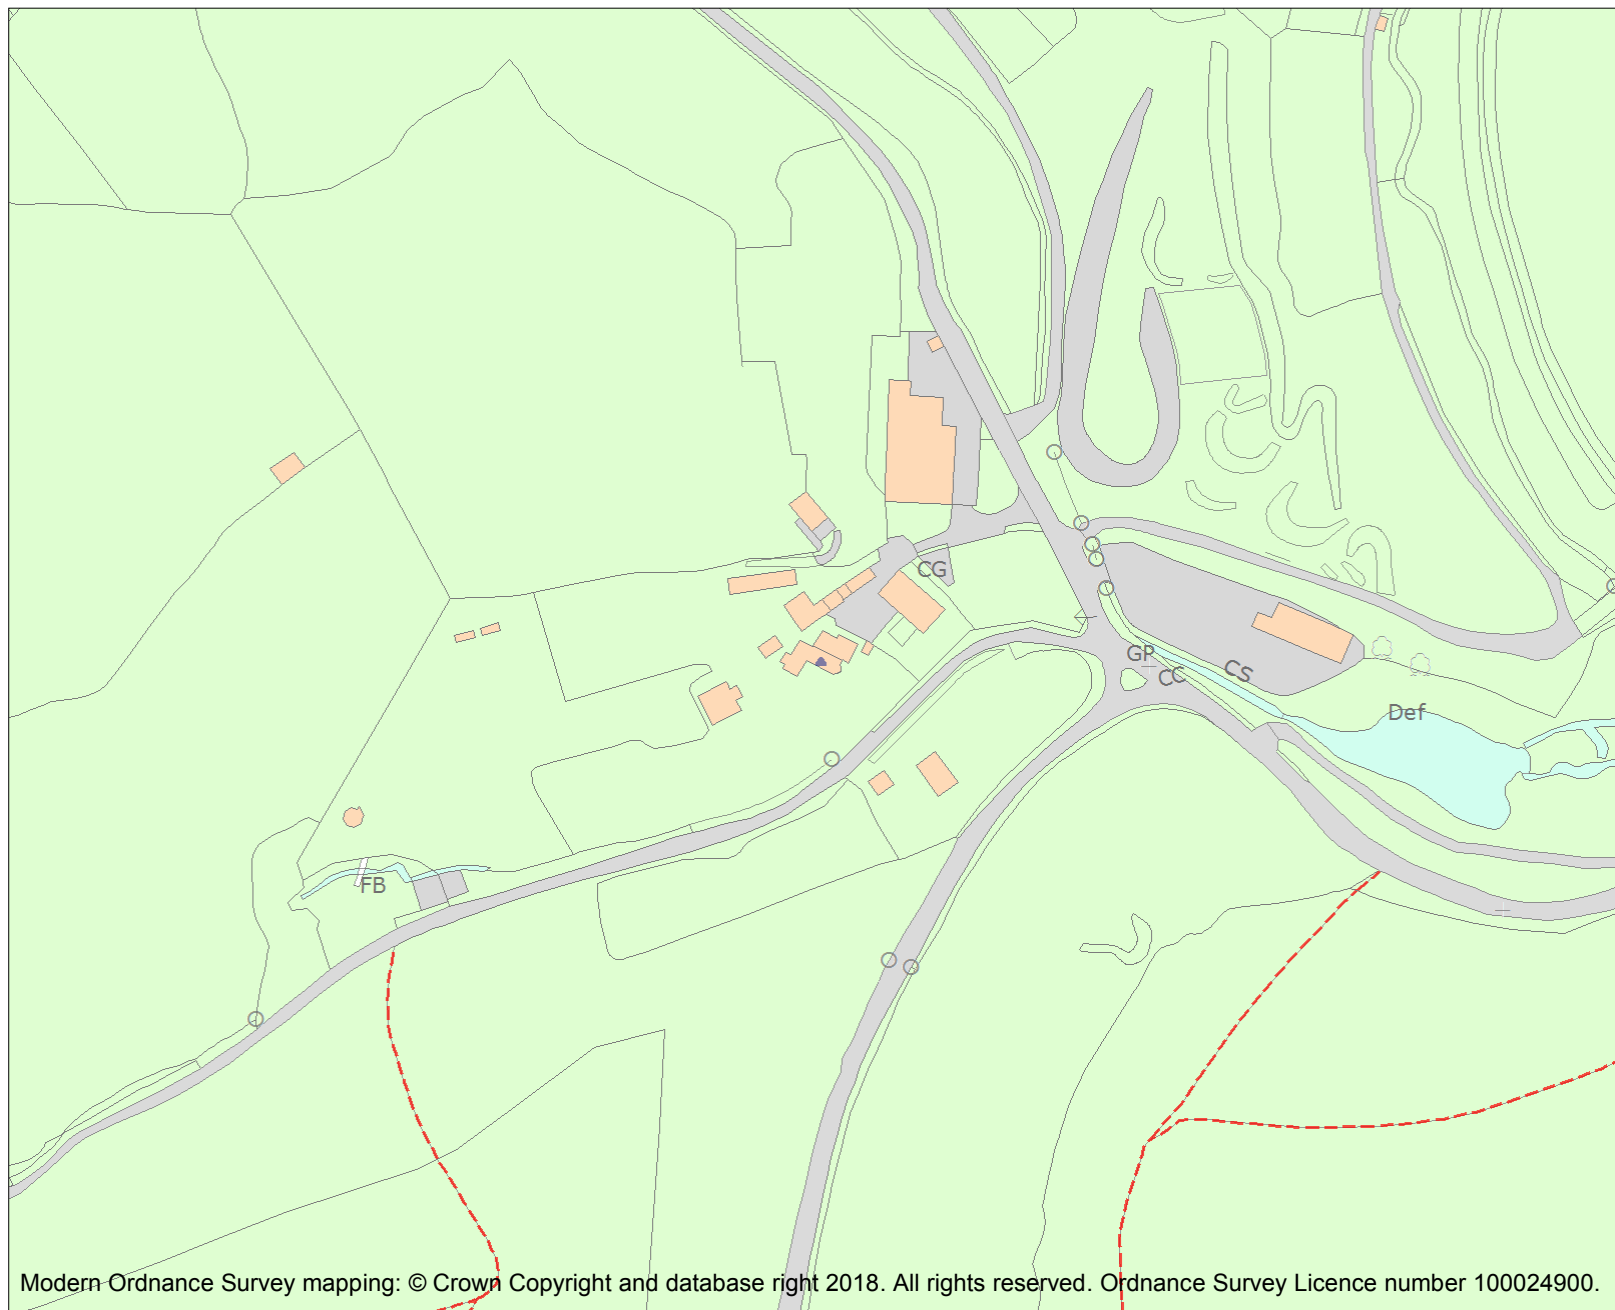 CG
GP
CC
CS
Def
FB
Modern Ordnance Survey mapping: © Crown Copyright and database right 2018. All rights reserved. Ordnance Survey Licence number 100024900.